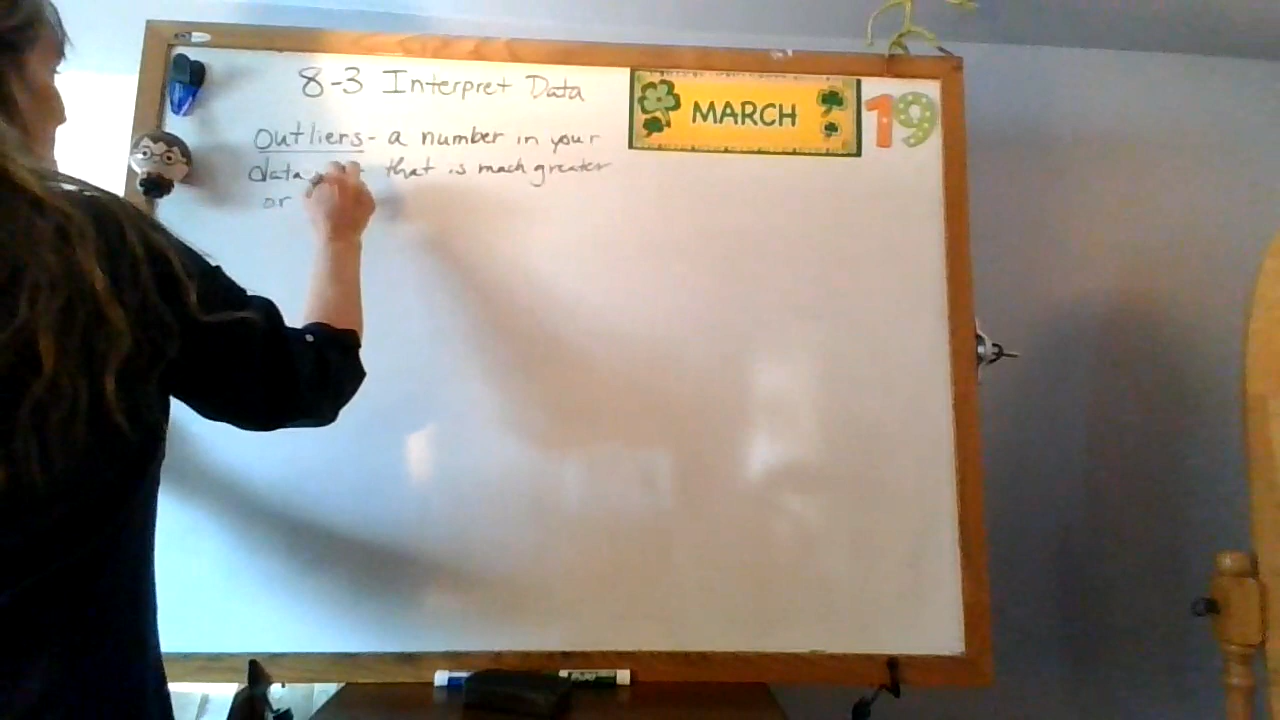 8-3 Interpret Data
MARCH
19
Outliers - a number in your
data that is much greater
or